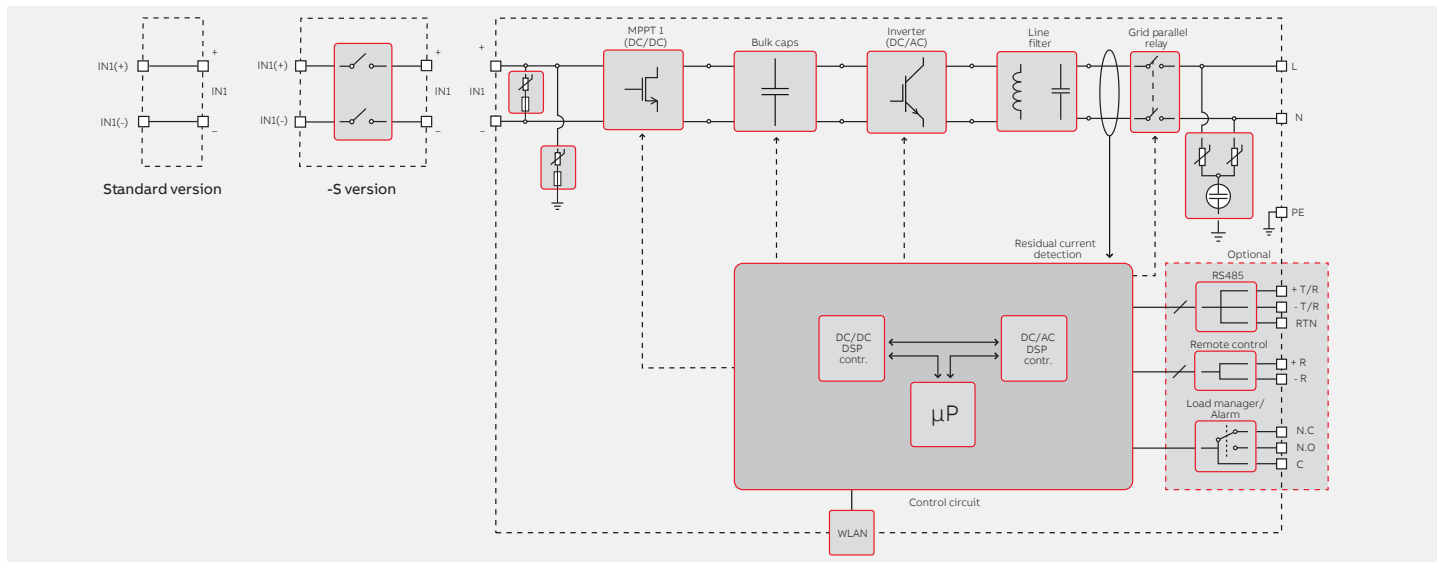 IN1(+)
+
IN1
IN1(-)
–
Standard version
IN1(+)
+
IN1
IN1(-)
–
-S version
+
IN1
–
MPPT 1
(DC/DC)
Bulk caps
Inverter
(DC/AC)
Line
filter
Grid parallel
relay
L
N
PE
Residual current
detection
Optional
RS485
+ T/R
- T/R
RTN
Remote control
+ R
- R
Load manager/
Alarm
N.C
N.O
C
DC/DC
DSP
contr.
DC/AC
DSP
contr.
µP
Control circuit
WLAN